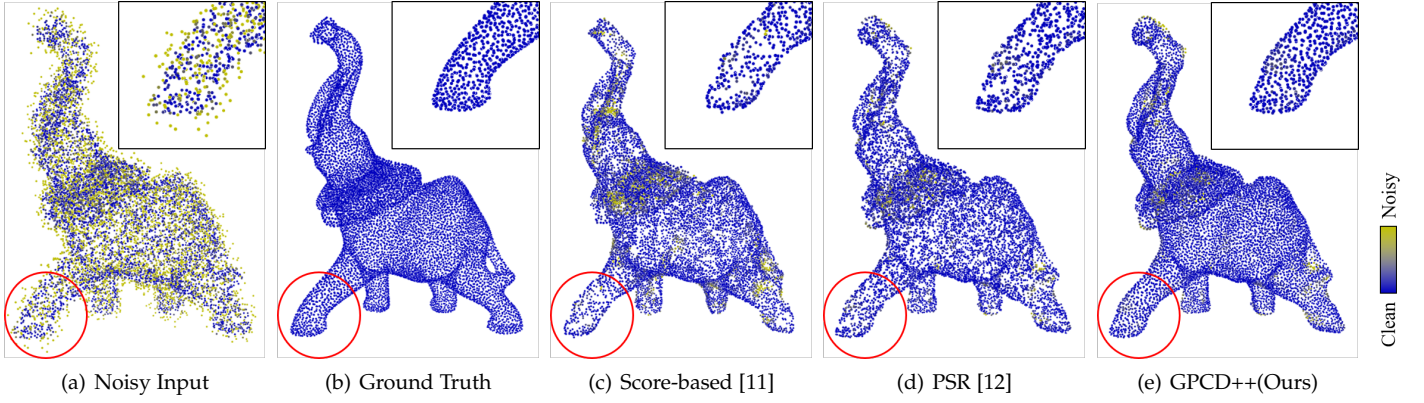 Clean Noisy
(a) Noisy Input
(b) Ground Truth
(c) Score-based [11]
(d) PSR [12]
(e) GPCD++(Ours)